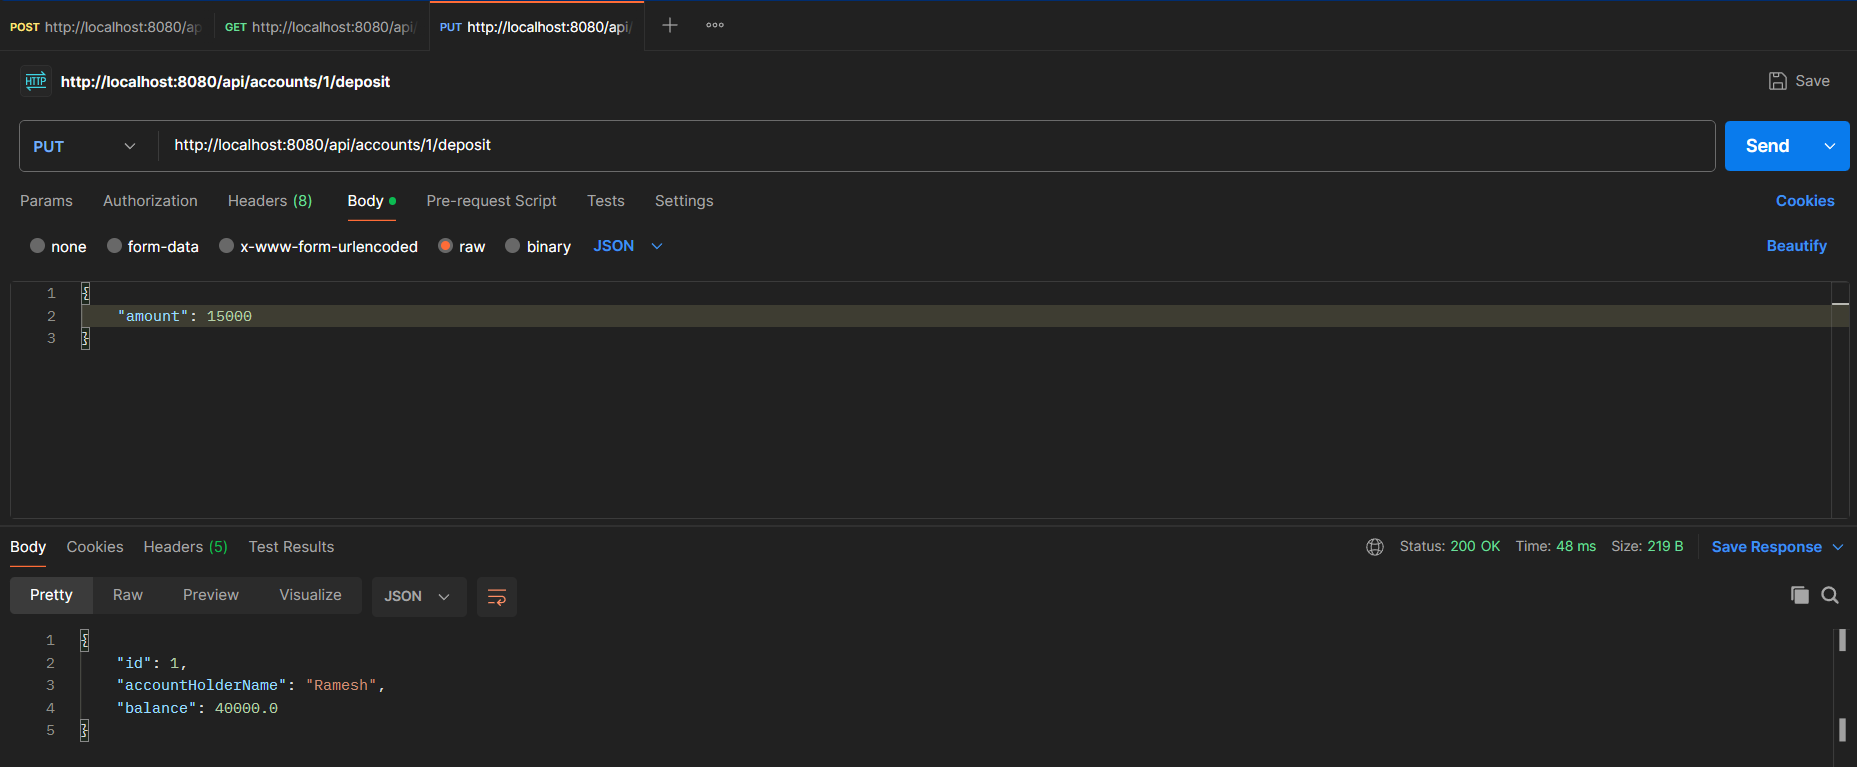 POST http://localhost:8080/ap GET http://localhost:8080/api/ PUT http://localhost:8080/api/
HTTP http://localhost:8080/api/accounts/1/deposit Save
PUT http://localhost:8080/api/accounts/1/deposit Send
Params Authorization Headers (8) Body Pre-request Script Tests Settings Cookies
none form-data x-www-form-urlencoded raw binary JSON Beautify
1 {
2 "amount": 15000
3 }
Body Cookies Headers (5) Test Results Status: 200 OK Time: 48 ms Size: 219 B Save Response
Pretty Raw Preview Visualize JSON
1 {
2 "id": 1,
3 "accountHolderName": "Ramesh",
4 "balance": 40000.0
5 }